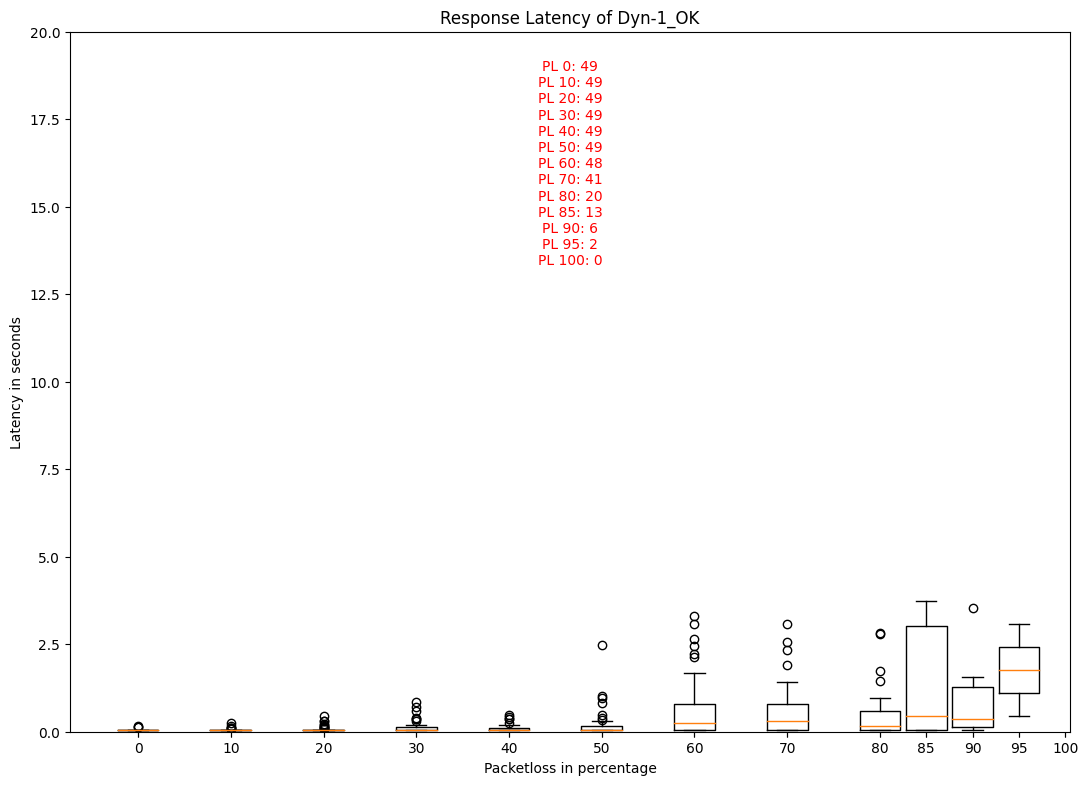 Response Latency of Dyn-1_OK
20.0
17.5
15.0
12.5
10.0
7.5
5.0
2.5
0.0
Latency in seconds
PL 0: 49
PL 10: 49
PL 20: 49
PL 30: 49
PL 40: 49
PL 50: 49
PL 60: 48
PL 70: 41
PL 80: 20
PL 85: 13
PL 90: 6
PL 95: 2
PL 100: 0
0 10 20 30 40 50 60 70 80 85 90 95 100
Packetloss in percentage